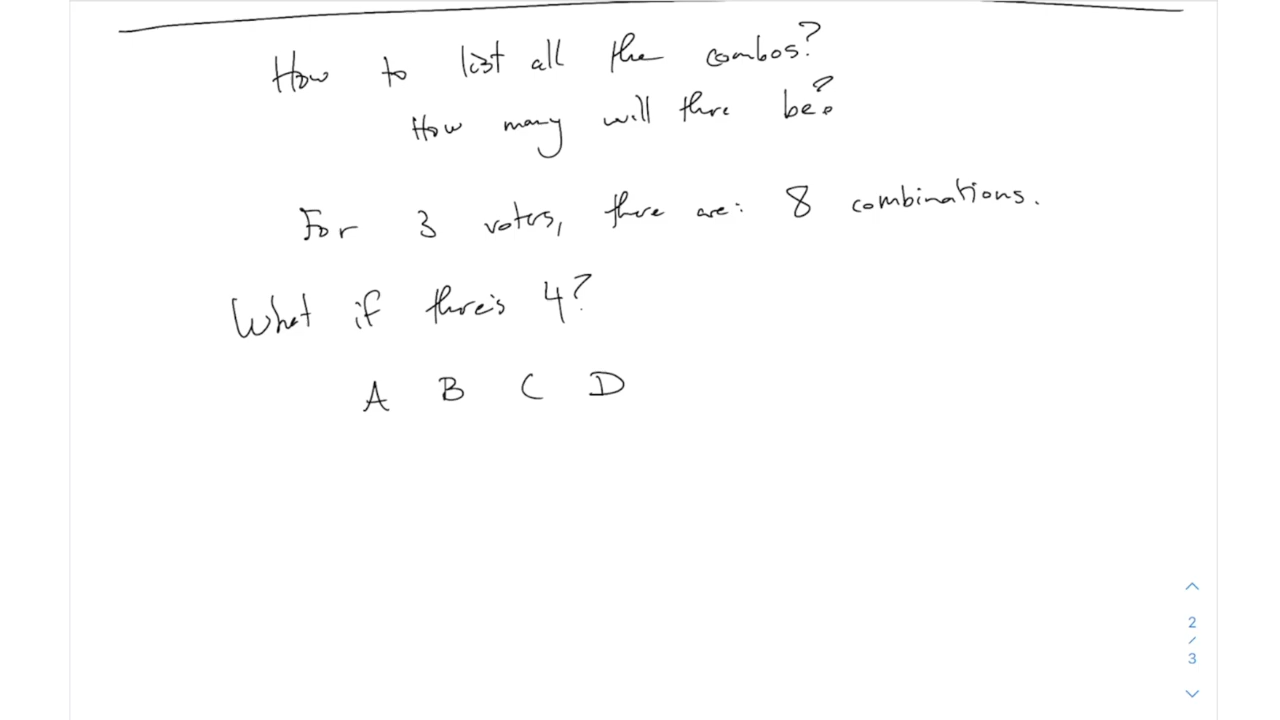 How to list all the combos?
How many will there be?
For 3 voters, there are: 8 combinations.
What if there's 4?
A B C D
2
/
3